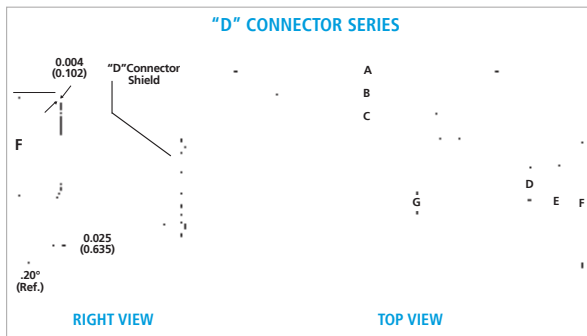 “D” CONNECTOR SERIES
0.004
(0.102)
“D”Connector
Shield
A
B
C
F
D
G
E
F
0.025
(0.635)
.20°
(Ref.)
RIGHT VIEW
TOP VIEW